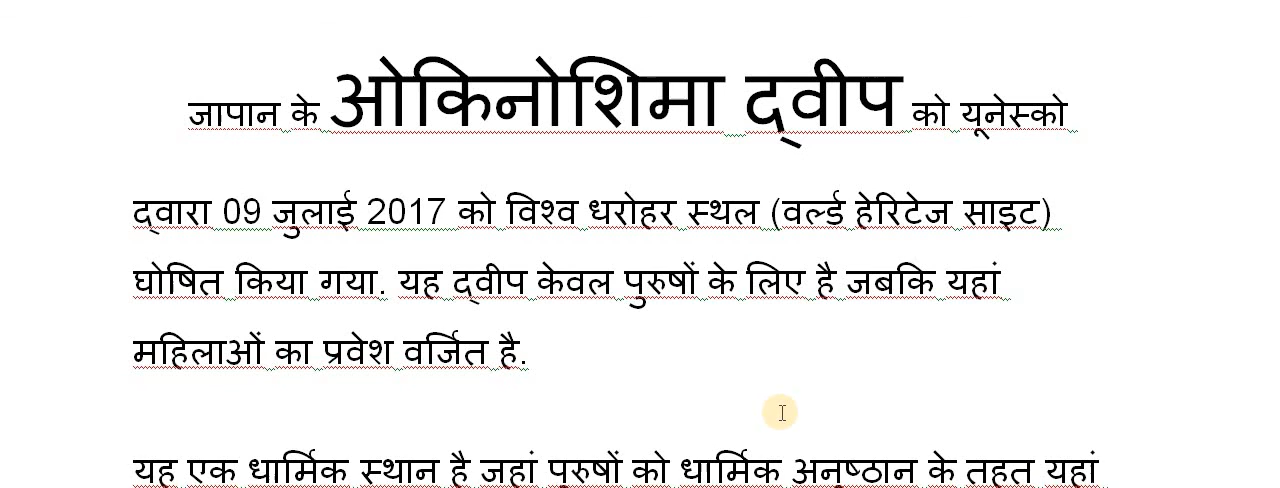 जापान के ओकिनोशिमा द्वीप को यूनेस्को
द्वारा 09 जुलाई 2017 को विश्व धरोहर स्थल (वर्ल्ड हेरिटेज साइट)
घोषित किया गया. यह द्वीप केवल पुरुषों के लिए है जबकि यहां
महिलाओं का प्रवेश वर्जित है.
यह एक धार्मिक स्थान है जहां पुरुषों को धार्मिक अनुष्ठान के तहत यहां